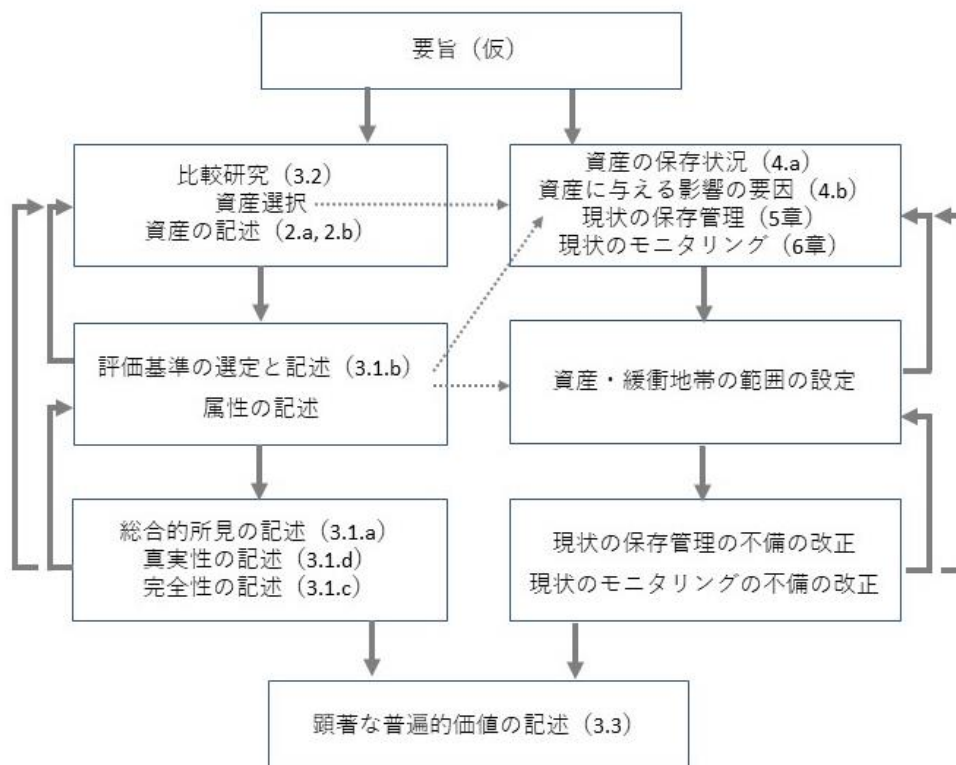 要旨（仮）
比較研究（3.2）
資産選択
資産の記述（2.a, 2.b）
資産の保存状況（4.a）
資産に与える影響の要因（4.b）
現状の保存管理（5章）
現状のモニタリング（6章）
評価基準の選定と記述（3.1.b）
属性の記述
資産・緩衝地帯の範囲の設定
総合的所見の記述（3.1.a）
真実性の記述（3.1.d）
完全性の記述（3.1.c）
現状の保存管理の不備の改正
現状のモニタリングの不備の改正
顕著な普遍的価値の記述（3.3）